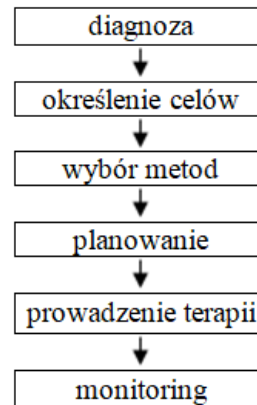 diagnoza
określenie celów
wybór metod
planowanie
prowadzenie terapii
monitoring